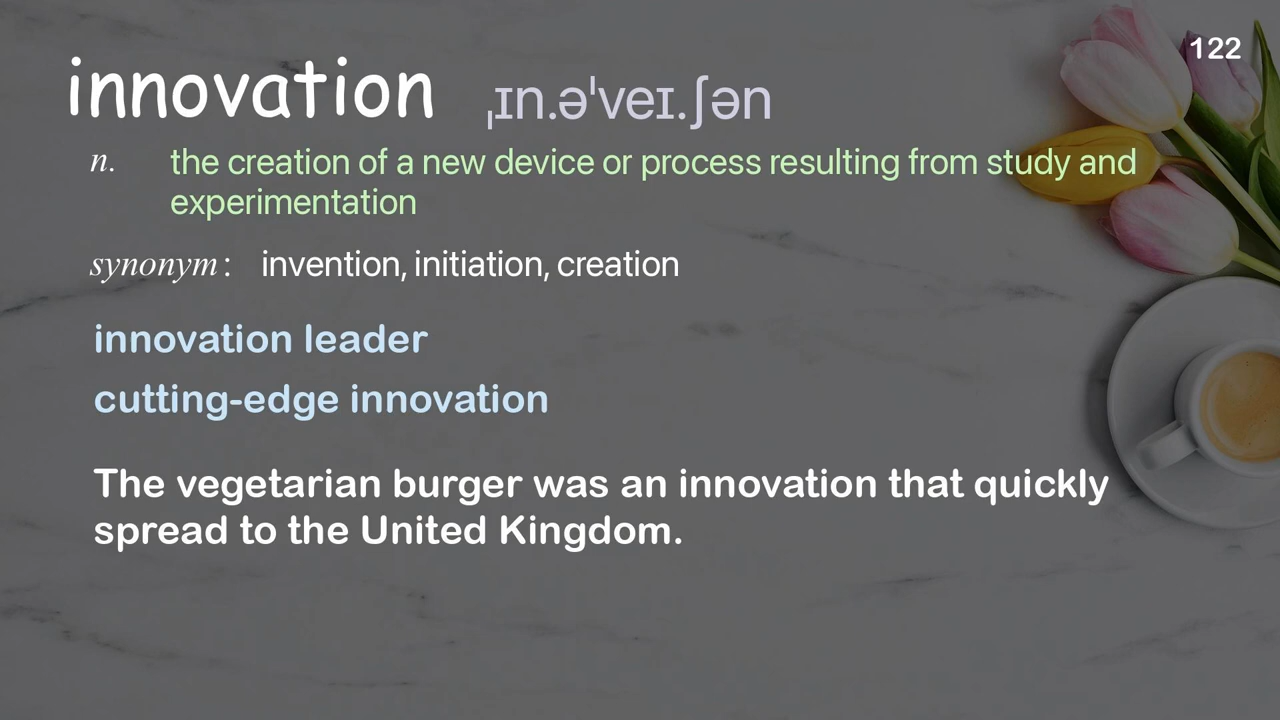 122
innovation ˌɪn.əˈveɪ.ʃən
n. the creation of a new device or process resulting from study and
experimentation
synonym : invention, initiation, creation
innovation leader
cutting-edge innovation
The vegetarian burger was an innovation that quickly
spread to the United Kingdom.